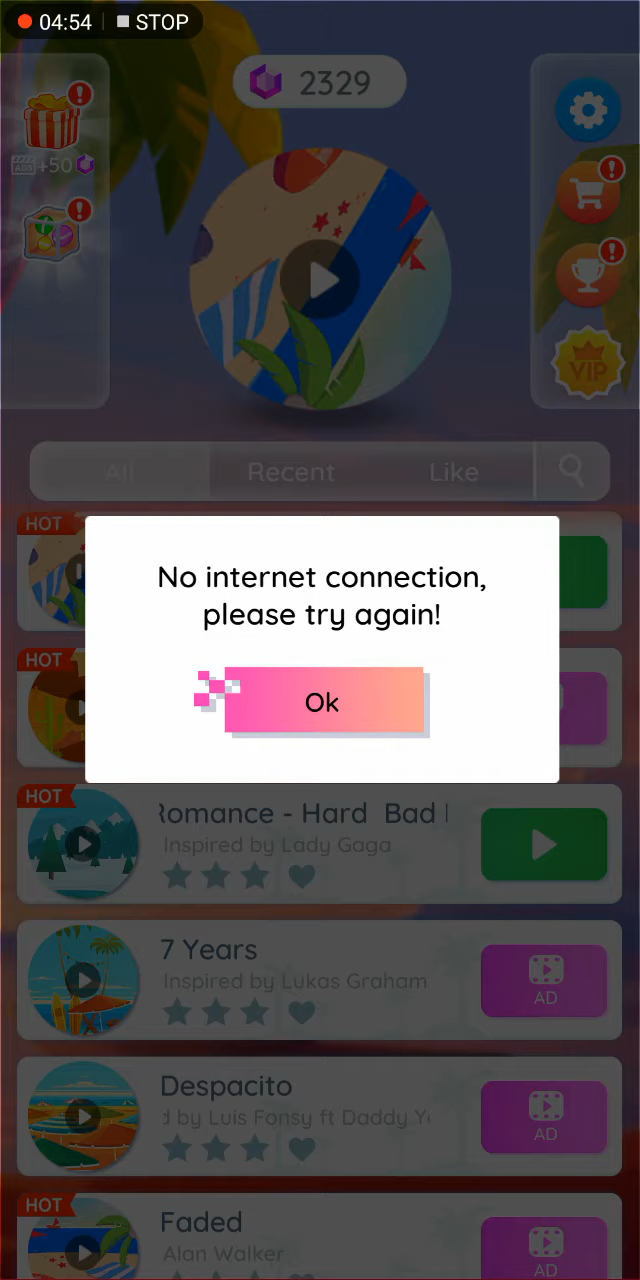 04:54 STOP
2329
ADS +50
VIP
All Recent Like
HOT
No internet connection,
please try again!
Ok
HOT
HOT
Romance - Hard Bad
Inspired by Lady Gaga
7 Years
Inspired by Lukas Graham
AD
Despacito
d by Luis Fonsy ft Daddy Y
AD
HOT
Faded
Alan Walker
AD